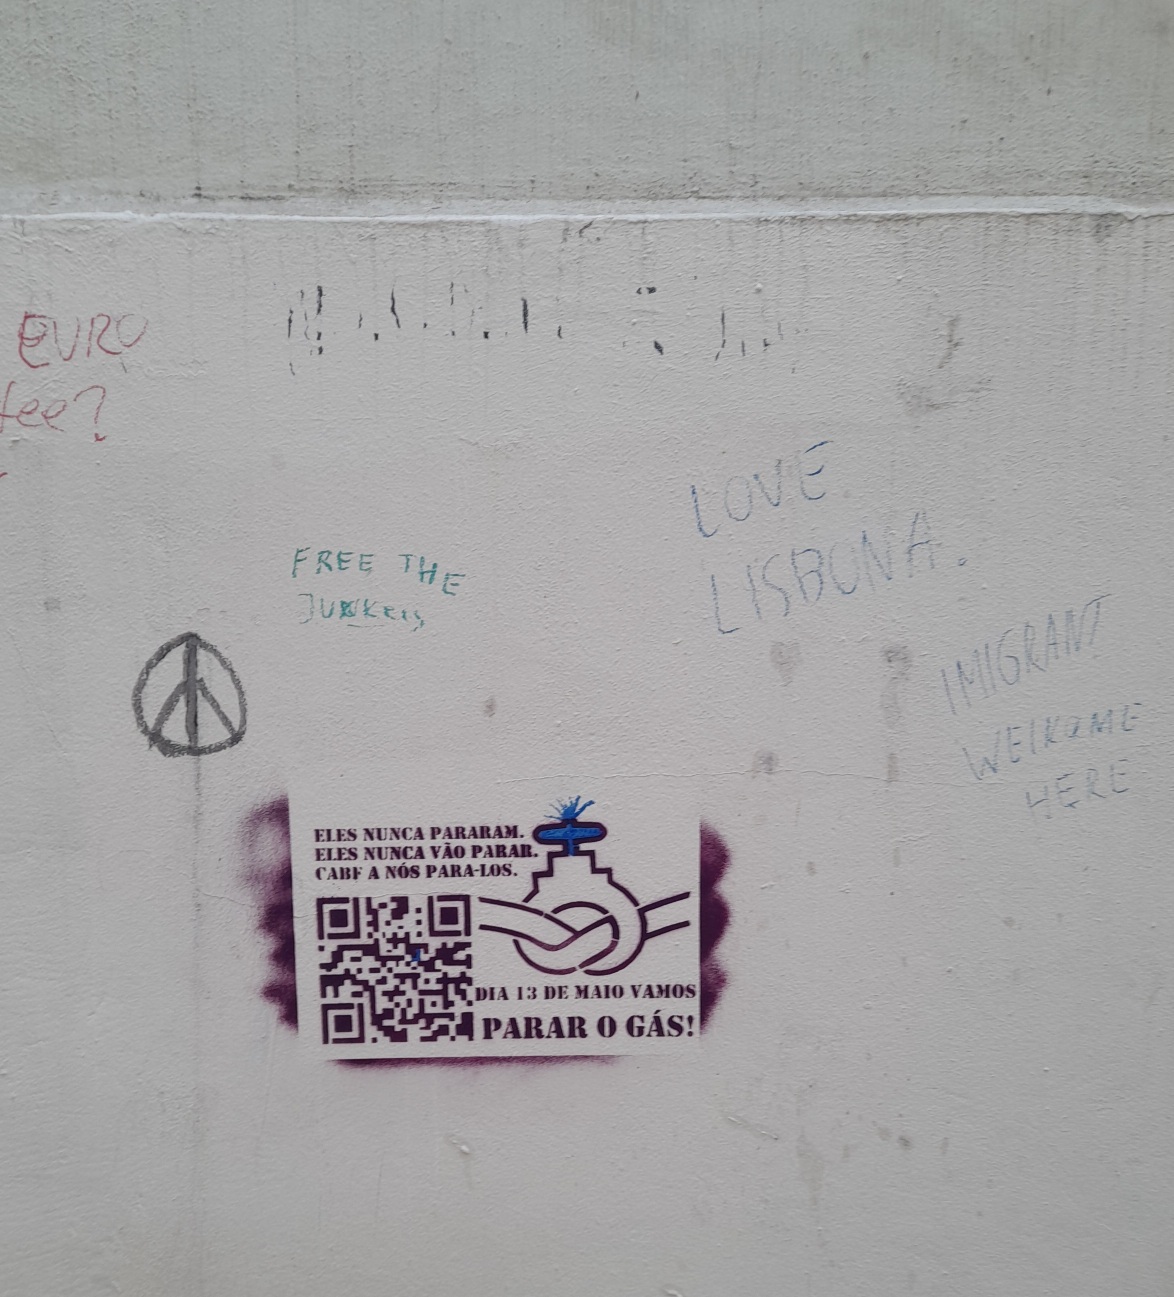 EURO
fee?
LOVE
LISBONA.
FREE THE
JUNKeis
IMIGRANT
WElKOME
HERE
ELES NUNCA PARARAM.
ELES NUNCA VÃO PARAR.
CABE A NÓS PARA-LOS.
DIA 13 DE MAIO VAMOS
PARAR O GÁS!